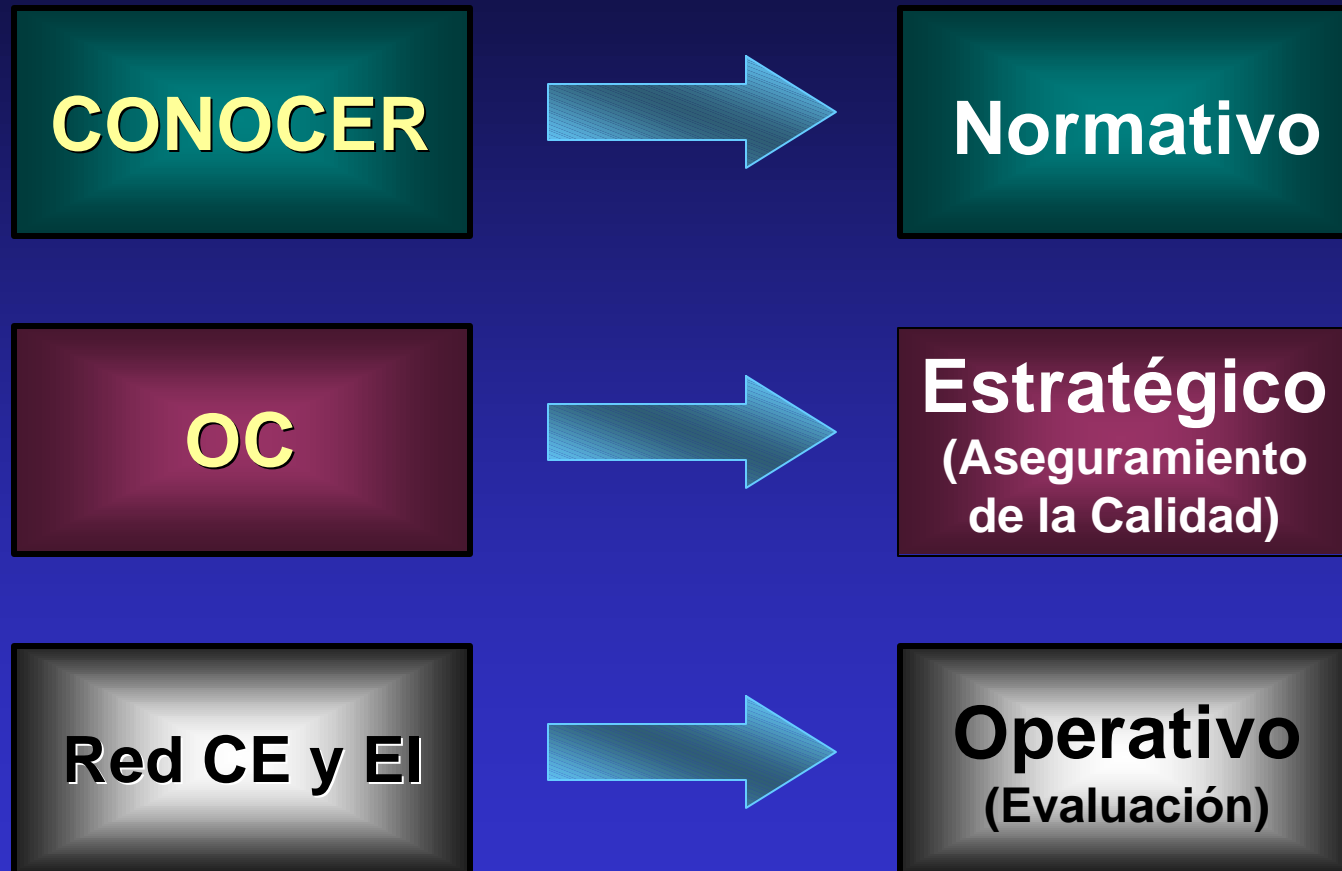 CONOCER
Normativo
OC
Estratégico
(Aseguramiento
de la Calidad)
Red CE y EI
Operativo
(Evaluación)